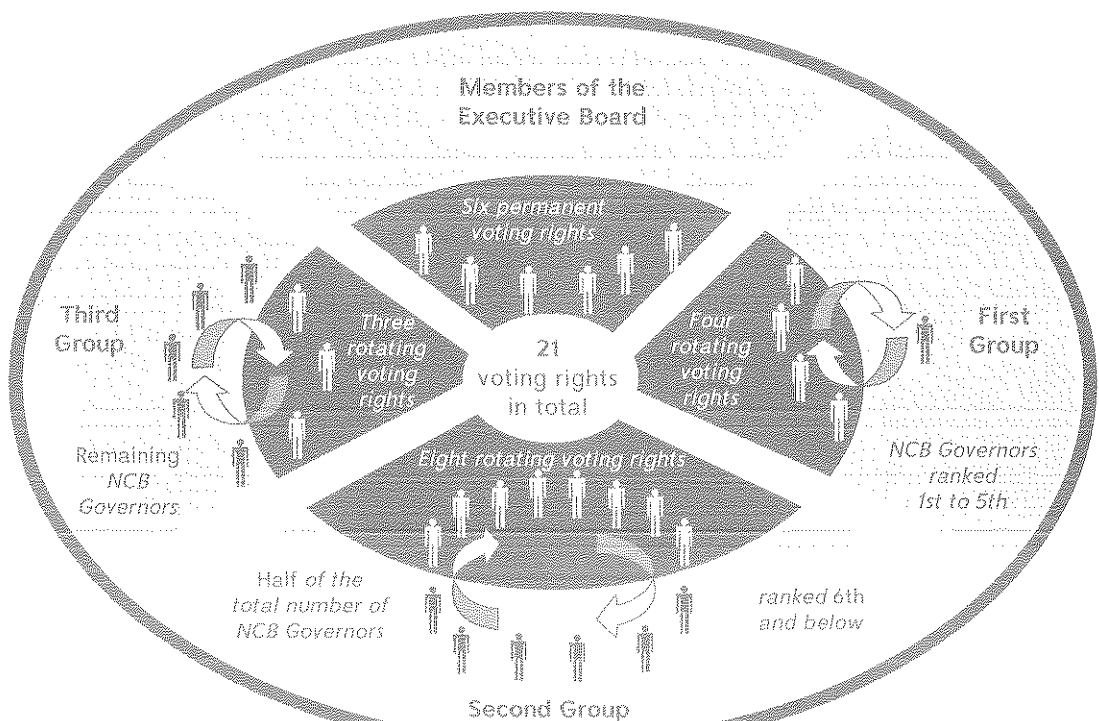 Members of the
Executive Board
Six permanent
voting rights
Third
Group
Three
rotating
voting
rights
21
voting rights
in total
Four
rotating
voting
rights
First
Group
Remaining
NCB
Governors
Eight rotating voting rights
NCB Governors
ranked
1st to 5th
Half of the
total number of
NCB Governors
ranked 6th
and below
Second Group